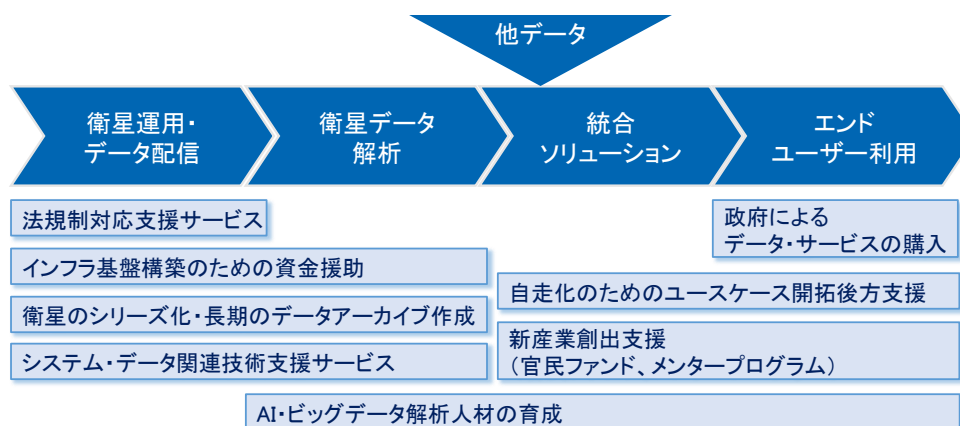 他データ
衛星運用・
データ配信
衛星データ
解析
統合
ソリューション
エンド
ユーザー利用
法規制対応支援サービス
政府による
データ・サービスの購入
インフラ基盤構築のための資金援助
自走化のためのユースケース開拓後方支援
衛星のシリーズ化・長期のデータアーカイブ作成
新産業創出支援
（官民ファンド、メンタープログラム）
システム・データ関連技術支援サービス
AI・ビッグデータ解析人材の育成